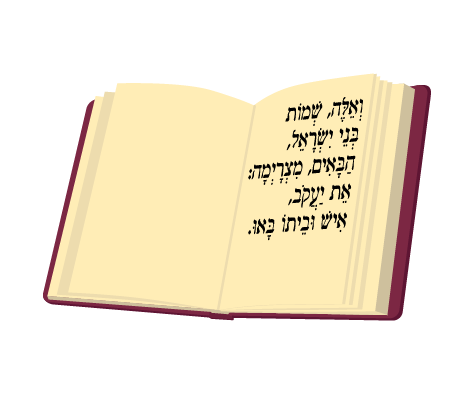 וְאֵלֶּה, שְׁמוֹת
בְּנֵי יִשְׂרָאֵל,
הַבָּאִים, מִצְרָיְמָה:
אֵת יַעֲקֹב,
אִישׁ וּבֵיתוֹ בָּאוּ.